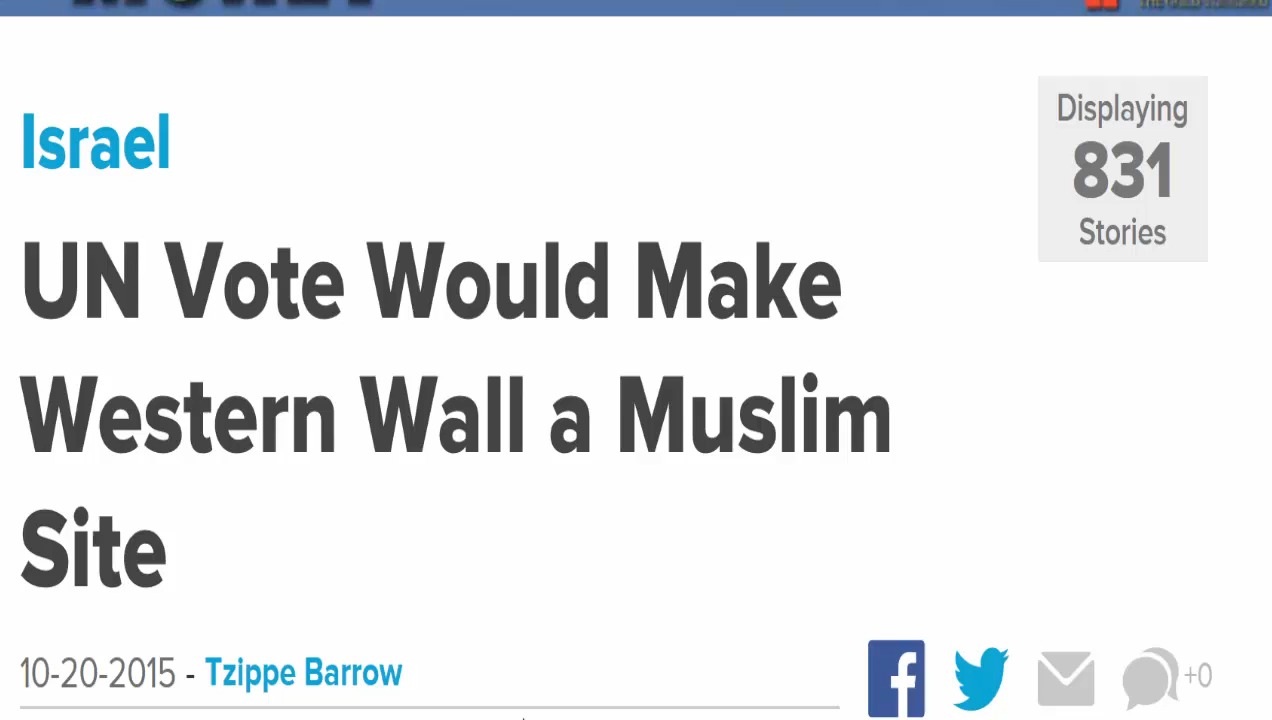 Israel
Displaying
831
Stories
UN Vote Would Make
Western Wall a Muslim
Site
10-20-2015 - Tzippe Barrow
+0